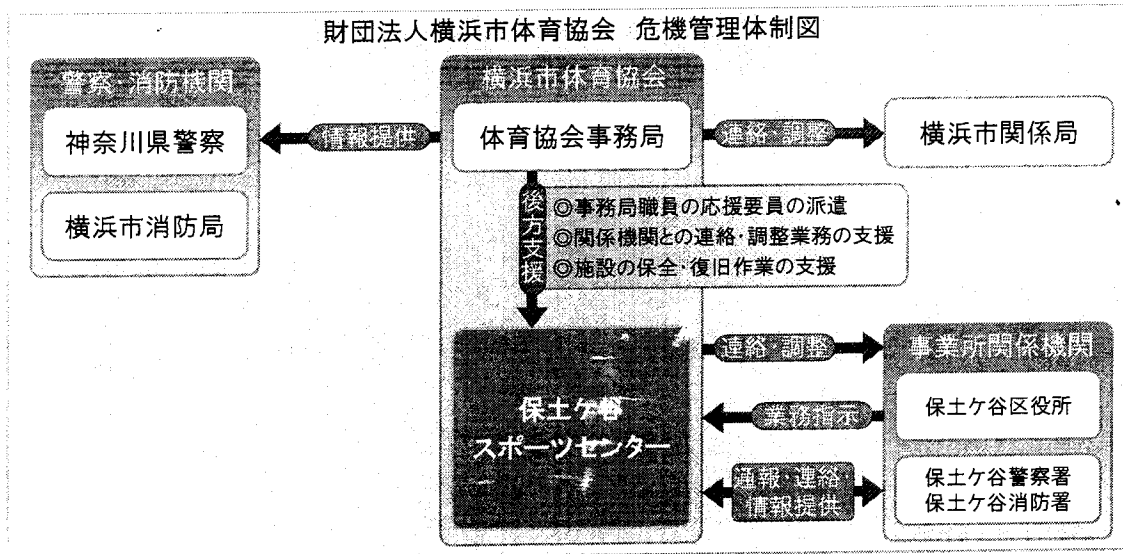 財団法人横浜市体育協会 危機管理体制図
警察・消防機関
神奈川県警察
横浜市消防局
情報提供
横浜市体育協会
体育協会事務局
連絡・調整
横浜市関係局
後方支援
◎事務局職員の応援要員の派遣
◎関係機関との連絡・調整業務の支援
◎施設の保全・復旧作業の支援
保土ケ谷
スポーツセンター
連絡・調整
業務指示
通報・連絡・
情報提供
事業所関係機関
保土ケ谷区役所
保土ケ谷警察署
保土ケ谷消防署